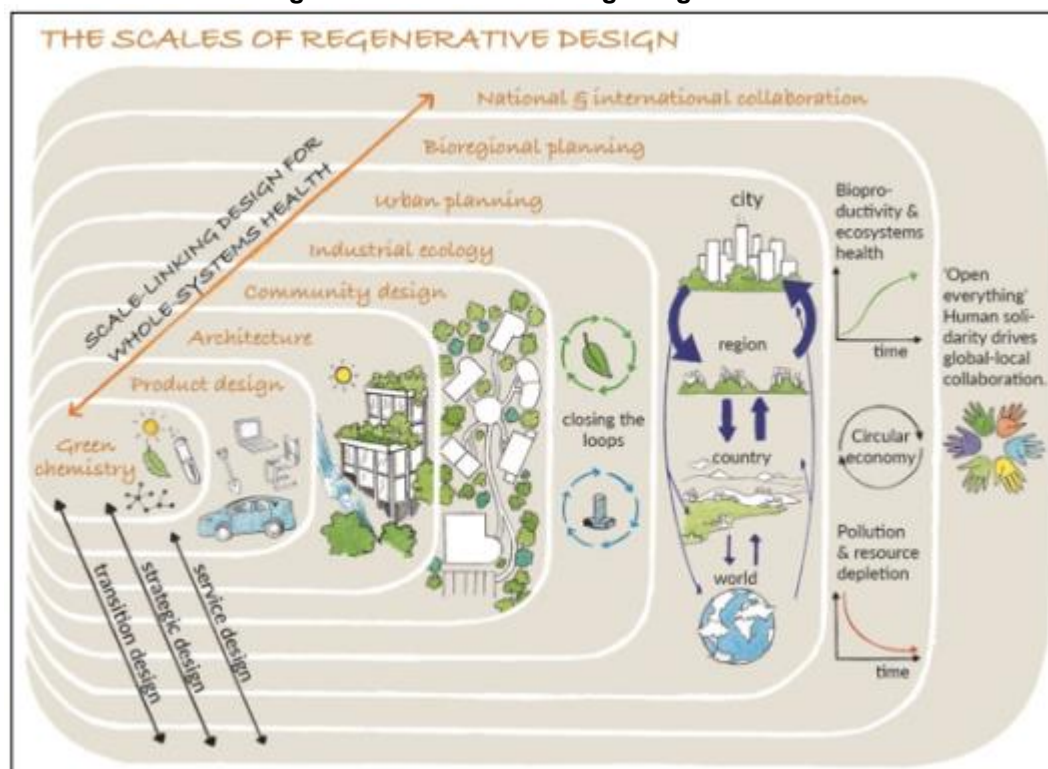 THE SCALES OF REGENERATIVE DESIGN
National & international collaboration
Bioregional planning
Urban planning
Industrial ecology
Community design
Architecture
Product design
Green
chemistry
SCALE-LINKING DESIGN FOR
WHOLE SYSTEMS HEALTH
transition design
strategic design
service design
closing the
loops
city
region
country
world
Biopro-
ductivity &
ecosystems
health
time
Circular
economy
Pollution
& resource
depletion
time
'Open
everything'
Human soli-
darity drives
global-local
collaboration.